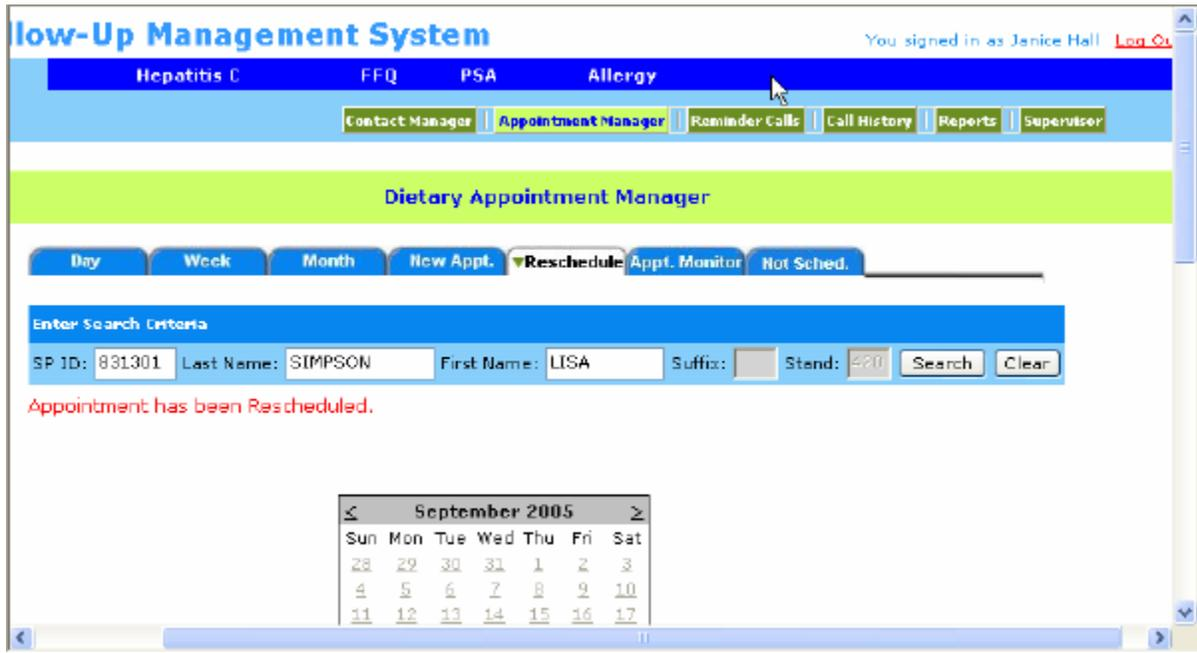 llow-Up Management System
You signed in as Janice Hall Log Ou
Hepatitis C FFQ PSA Allergy
Contact Manager Appointment Manager Reminder Calls Call History Reports Supervisor
Dietary Appointment Manager
Day Week Month New Appt. ▼Reschedule Appt. Monitor Not Sched.
Enter Search Criteria
SP ID: 831301 Last Name: SIMPSON First Name: LISA Suffix: Stand: 420 Search Clear
Appointment has been Rescheduled.
< September 2005 >
Sun Mon Tue Wed Thu Fri Sat
28 29 30 31 1 2 3
4 5 6 7 8 9 10
11 12 13 14 15 16 17